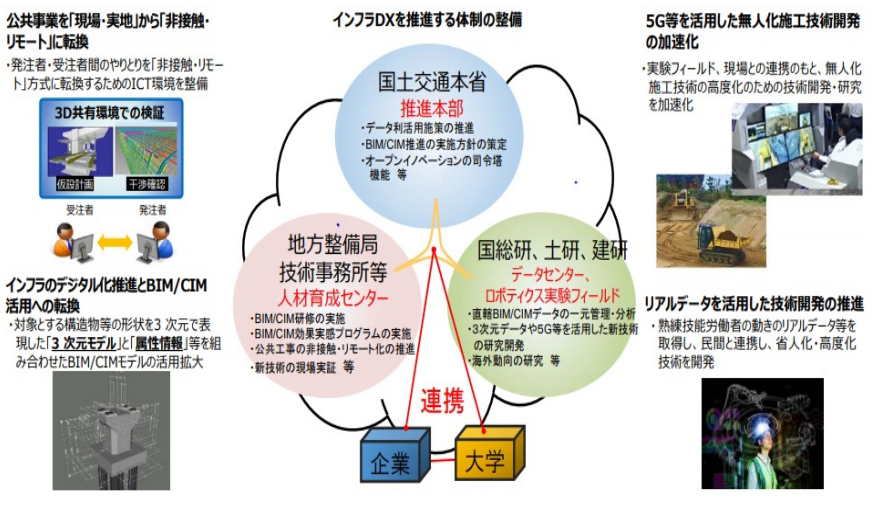 公共事業を「現場・実地」から「非接触・
リモート」に転換
・発注者・受注者間のやりとりを「非接触・リモー
ト」方式に転換するためのICT環境を整備
3D共有環境での検証
仮設計画
干渉確認
受注者
発注者
インフラのデジタル化推進とBIM/CIM
活用への転換
・対象とする構造物等の形状を3 次元で表
現した「3 次元モデル」と「属性情報」等を組
み合わせたBIM/CIMモデルの活用拡大
インフラDXを推進する体制の整備
国土交通本省
推進本部
・データ利活用施策の推進
・BIM/CIM推進の実施方針の策定
・オープンイノベーションの司令塔
機能 等
地方整備局
技術事務所等
人材育成センター
・BIM/CIM研修の実施
・BIM/CIM効果実感プログラムの実施
・公共工事の非接触・リモート化の推進
・新技術の現場実証 等
国総研、土研、建研
データセンター、
ロボティクス実験フィールド
・直轄BIM/CIMデータの一元管理・分析
・3次元データや5G等を活用した新技術
の研究開発
・海外動向の研究 等
連携
企業
大学
5G等を活用した無人化施工技術開発
の加速化
・実験フィールド、現場との連携のもと、無人化
施工技術の高度化のための技術開発・研究
を加速化
リアルデータを活用した技術開発の推進
・熟練技能労働者の動きのリアルデータ等を
取得し、民間と連携し、省人化・高度化
技術を開発